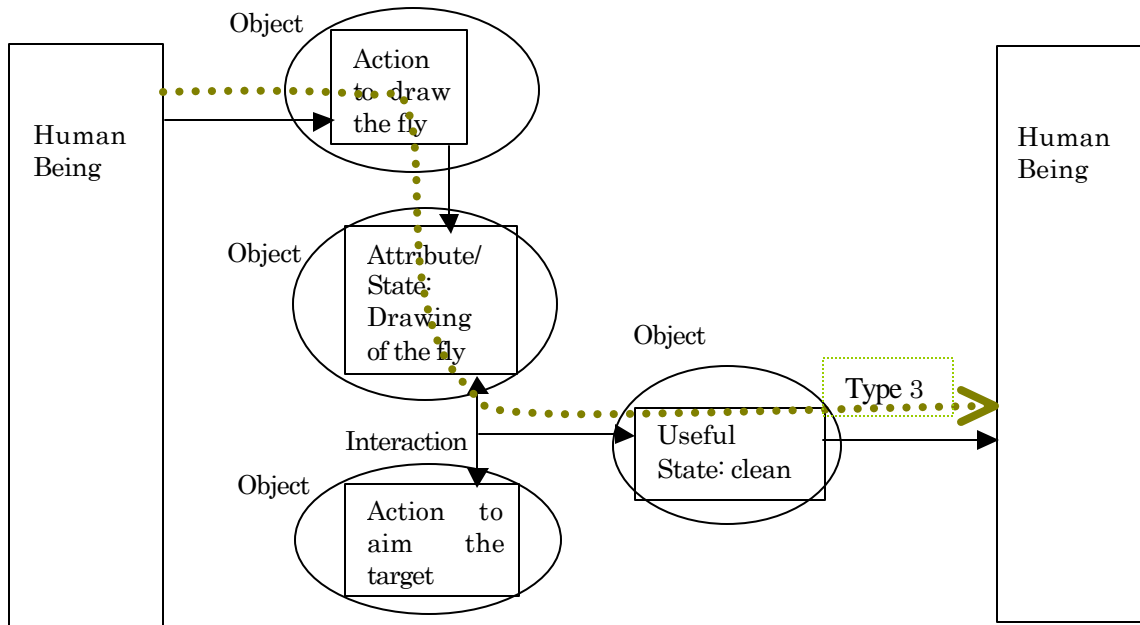 Object
Action
to draw
the fly
Human
Being
Human
Being
Object
Attribute/
State:
Drawing
of the fly
Object
Type 3
Interaction
Useful
State: clean
Object
Action to
aim the
target